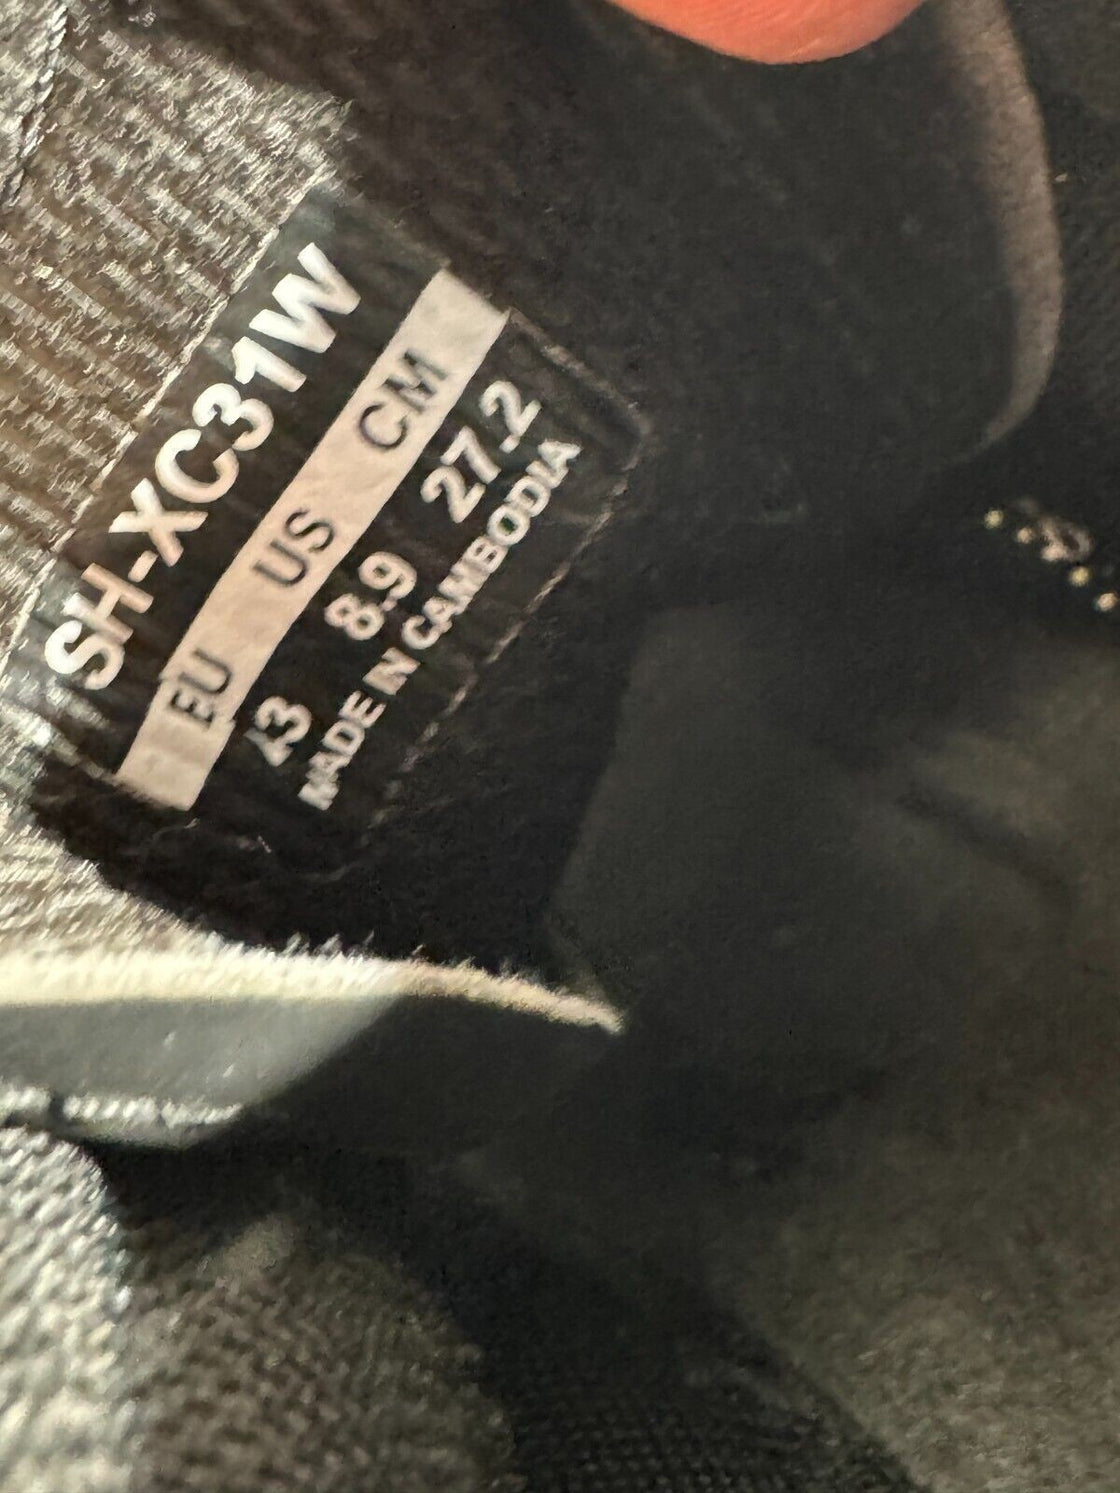 SH-XC31W
EU US CM
43 8.9 27.2
MADE IN CAMBODIA